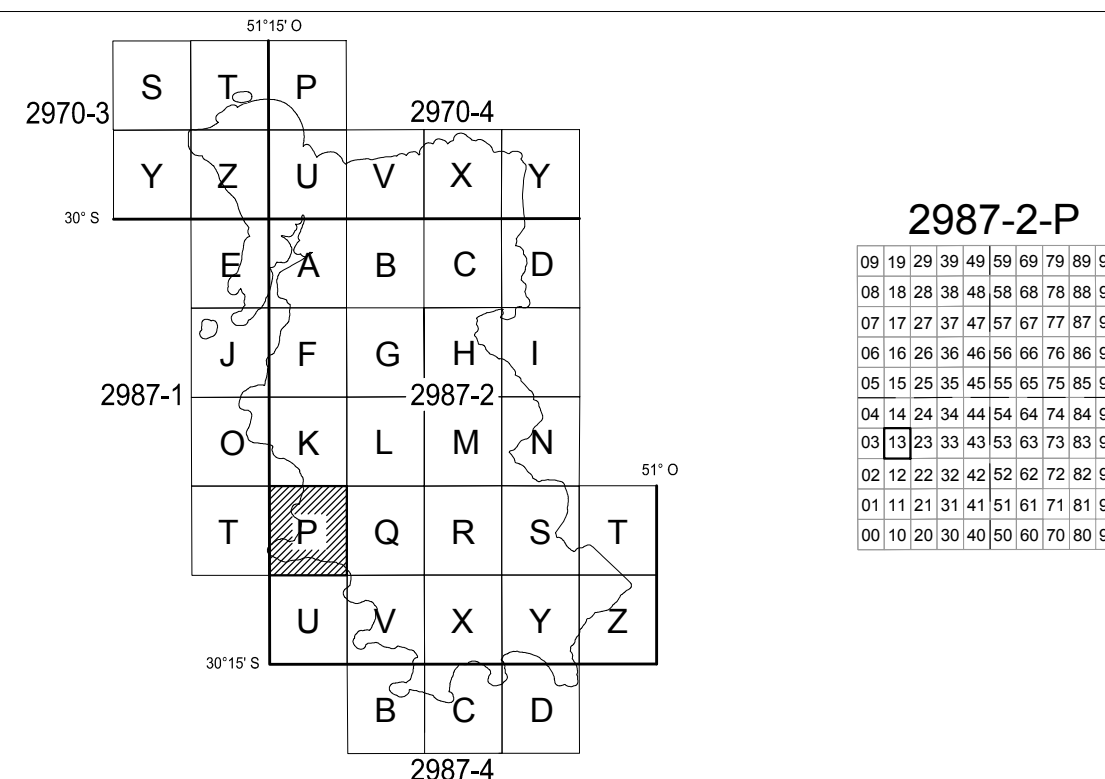 51°15' O
S T P
2970-3 2970-4
Y Z U V X Y
30° S
E A B C D
J F G H I
2987-1 2987-2
O K L M N
51° O
T P Q R S T
U V X Y Z
30°15' S
B C D
2987-4
2987-2-P
09 19 29 39 49 59 69 79 89
08 18 28 38 48 58 68 78 88
07 17 27 37 47 57 67 77 87
06 16 26 36 46 56 66 76 86
05 15 25 35 45 55 65 75 85
04 14 24 34 44 54 64 74 84
03 13 23 33 43 53 63 73 83
02 12 22 32 42 52 62 72 82
01 11 21 31 41 51 61 71 81
00 10 20 30 40 50 60 70 80